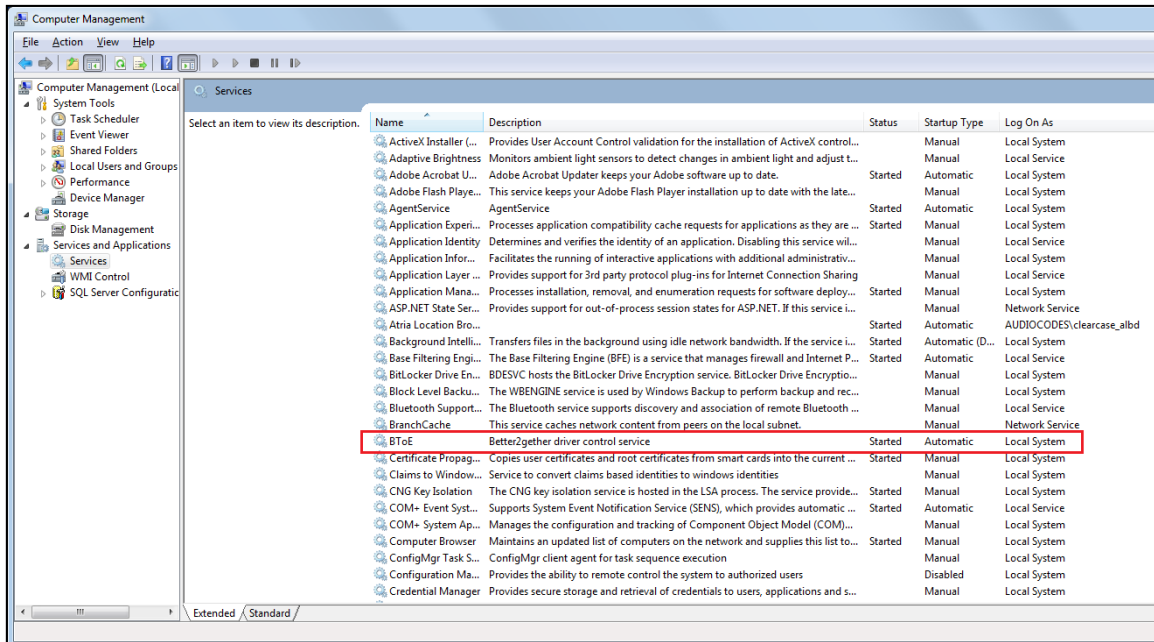 Computer Management
File Action View Help
Computer Management (Local
System Tools
Task Scheduler
Event Viewer
Shared Folders
Local Users and Groups
Performance
Device Manager
Storage
Disk Management
Services and Applications
Services
WMI Control
SQL Server Configuratic
Services
Select an item to view its description.
Name Description Status Startup Type Log On As
ActiveX Installer (... Provides User Account Control validation for the installation of ActiveX control... Manual Local System
Adaptive Brightness Monitors ambient light sensors to detect changes in ambient light and adjust t... Manual Local Service
Adobe Acrobat U... Adobe Acrobat Updater keeps your Adobe software up to date. Started Automatic Local System
Adobe Flash Playe... This service keeps your Adobe Flash Player installation up to date with the late... Manual Local System
AgentService AgentService Started Automatic Local System
Application Experi... Processes application compatibility cache requests for applications as they are ... Started Manual Local System
Application Identity Determines and verifies the identity of an application. Disabling this service wil... Manual Local Service
Application Infor... Facilitates the running of interactive applications with additional administrativ... Manual Local System
Application Layer ... Provides support for 3rd party protocol plug-ins for Internet Connection Sharing Manual Local Service
Application Mana... Processes installation, removal, and enumeration requests for software deploy... Started Manual Local System
ASP.NET State Ser... Provides support for out-of-process session states for ASP.NET. If this service i... Manual Network Service
Atria Location Bro... Started Automatic AUDIOCODES\clearcase_albd
Background Intelli... Transfers files in the background using idle network bandwidth. If the service i... Started Automatic (D... Local System
Base Filtering Engi... The Base Filtering Engine (BFE) is a service that manages firewall and Internet P... Started Automatic Local Service
BitLocker Drive En... BDESVC hosts the BitLocker Drive Encryption service. BitLocker Drive Encryptio... Manual Local System
Block Level Backu... The WBENGINE service is used by Windows Backup to perform backup and rec... Manual Local System
Bluetooth Support... The Bluetooth service supports discovery and association of remote Bluetooth ... Manual Local Service
BranchCache This service caches network content from peers on the local subnet. Manual Network Service
BToE Better2gether driver control service Started Automatic Local System
Certificate Propag... Copies user certificates and root certificates from smart cards into the current ... Started Manual Local System
Claims to Window... Service to convert claims based identities to windows identities Manual Local System
CNG Key Isolation The CNG key isolation service is hosted in the LSA process. The service provide... Started Manual Local System
COM+ Event Syst... Supports System Event Notification Service (SENS), which provides automatic ... Started Automatic Local Service
COM+ System Ap... Manages the configuration and tracking of Component Object Model (COM)... Manual Local System
Computer Browser Maintains an updated list of computers on the network and supplies this list to... Started Manual Local System
ConfigMgr Task S... ConfigMgr client agent for task sequence execution Manual Local System
Configuration Ma... Provides the ability to remote control the system to authorized users Disabled Local System
Credential Manager Provides secure storage and retrieval of credentials to users, applications and s... Manual Local System
Extended Standard